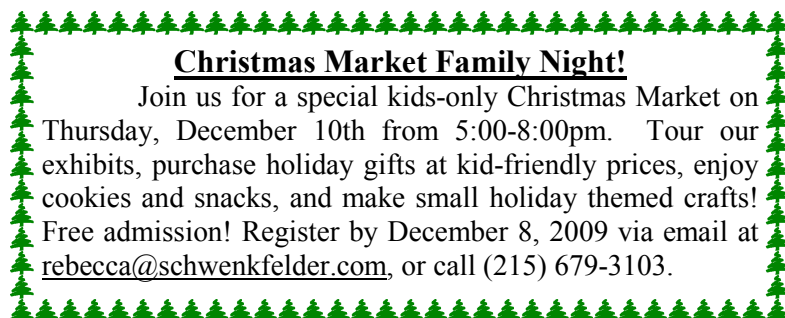 Christmas Market Family Night!
Join us for a special kids-only Christmas Market on
Thursday, December 10th from 5:00-8:00pm. Tour our
exhibits, purchase holiday gifts at kid-friendly prices, enjoy
cookies and snacks, and make small holiday themed crafts!
Free admission! Register by December 8, 2009 via email at
rebecca@schwenkfelder.com, or call (215) 679-3103.